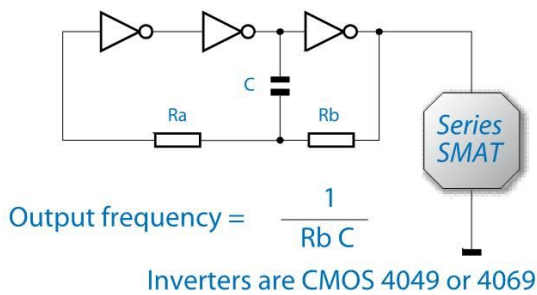 C
Ra
Rb
Series
SMAT
Output frequency =
1
Rb C
Inverters are CMOS 4049 or 4069